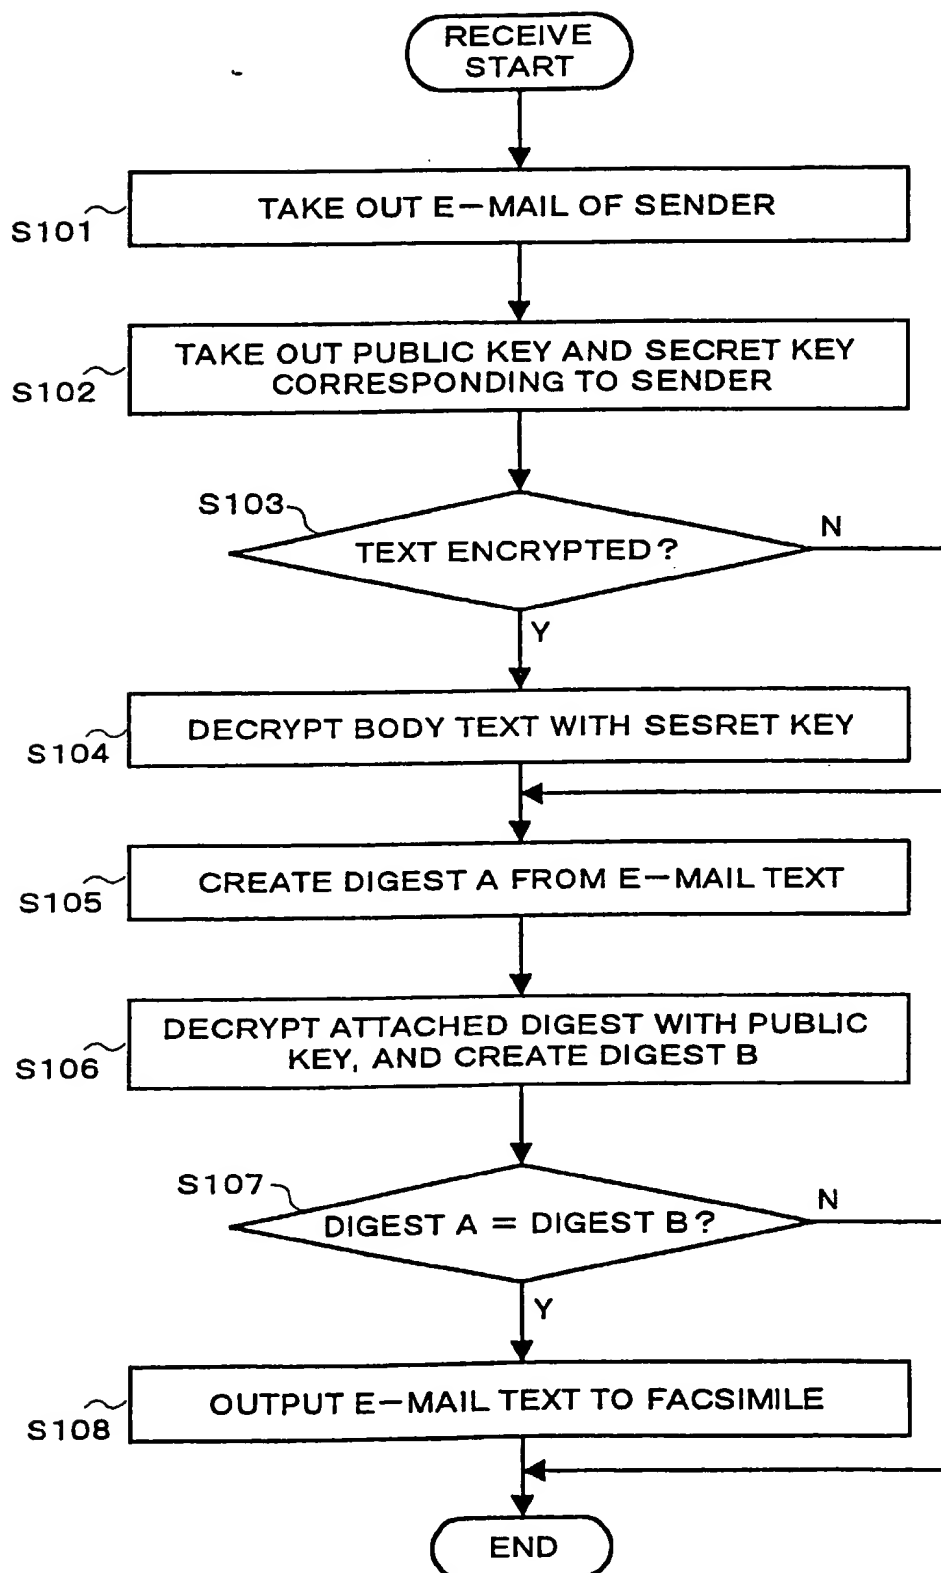 RECEIVE
START
S101
TAKE OUT E-MAIL OF SENDER
S102
TAKE OUT PUBLIC KEY AND SECRET KEY
CORRESPONDING TO SENDER
S103
TEXT ENCRYPTED?
N
Y
S104
DECRYPT BODY TEXT WITH SESRET KEY
S105
CREATE DIGEST A FROM E-MAIL TEXT
S106
DECRYPT ATTACHED DIGEST WITH PUBLIC
KEY, AND CREATE DIGEST B
S107
DIGEST A = DIGEST B?
N
Y
S108
OUTPUT E-MAIL TEXT TO FACSIMILE
END